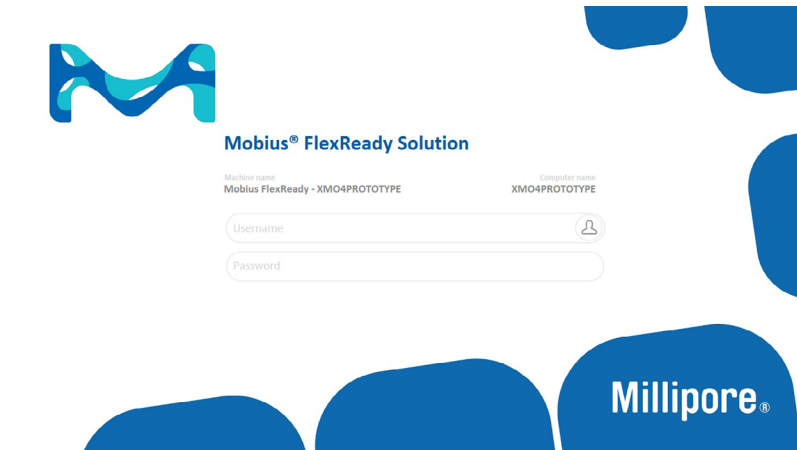 Mobius® FlexReady Solution
Machine name
Mobius FlexReady - XMO4PROTOTYPE
Computer name
XMO4PROTOTYPE
Username
Password
Millipore®